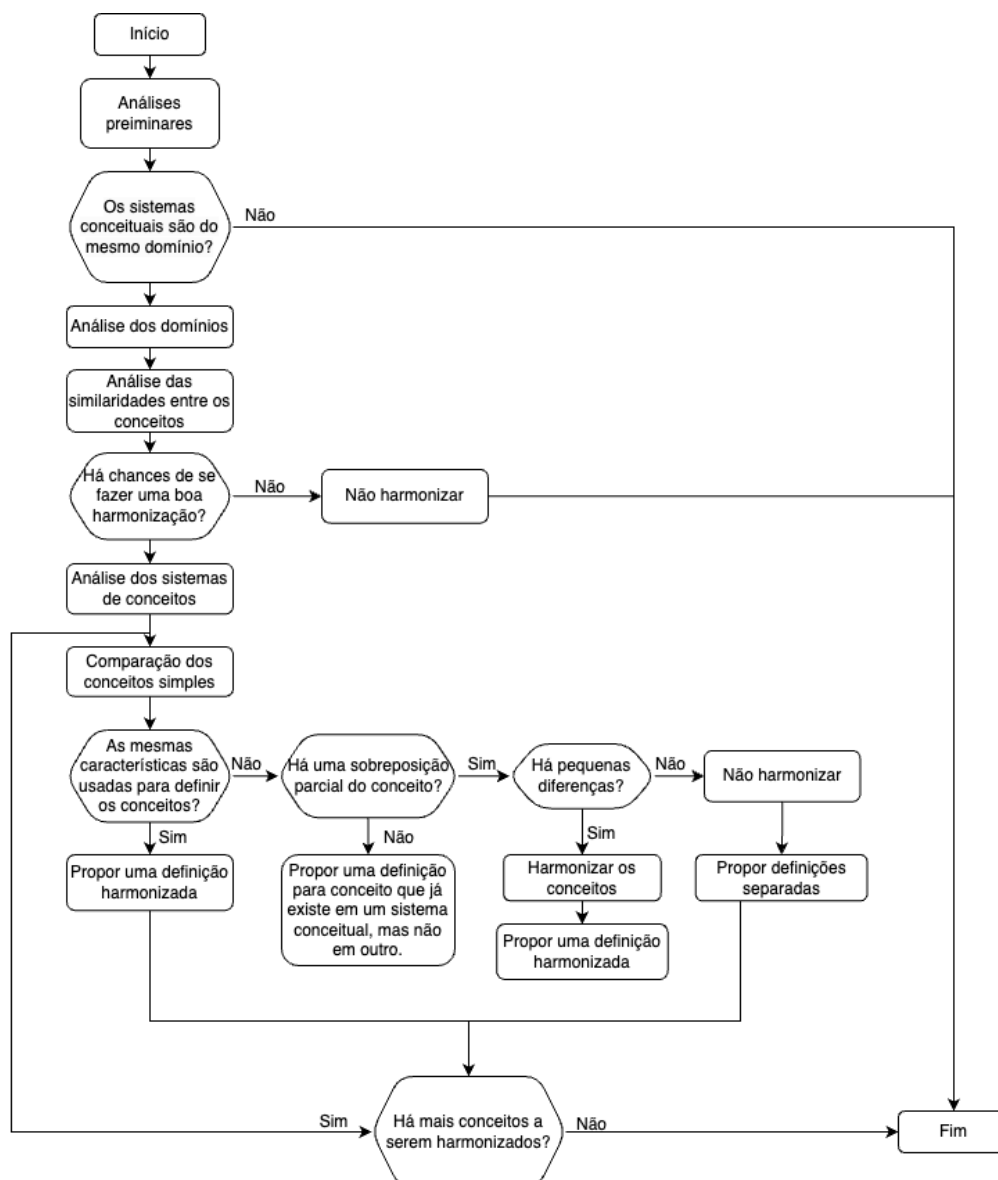 Início
Análises
preiminares
Os sistemas
conceituais são do
mesmo domínio?
Não
Análise dos domínios
Análise das
similaridades entre os
conceitos
Há chances de se
fazer uma boa
harmonização?
Não
Não harmonizar
Análise dos sistemas
de conceitos
Comparação dos
conceitos simples
As mesmas
características são
usadas para definir
os conceitos?
Não
Há uma sobreposição
parcial do conceito?
Sim
Há pequenas
diferenças?
Não
Não harmonizar
Sim
Não
Sim
Propor uma definição
harmonizada
Propor uma definição
para conceito que já
existe em um sistema
conceitual, mas não
em outro.
Harmonizar os
conceitos
Propor uma definição
harmonizada
Propor definições
separadas
Sim
Há mais conceitos a
serem harmonizados?
Não
Fim